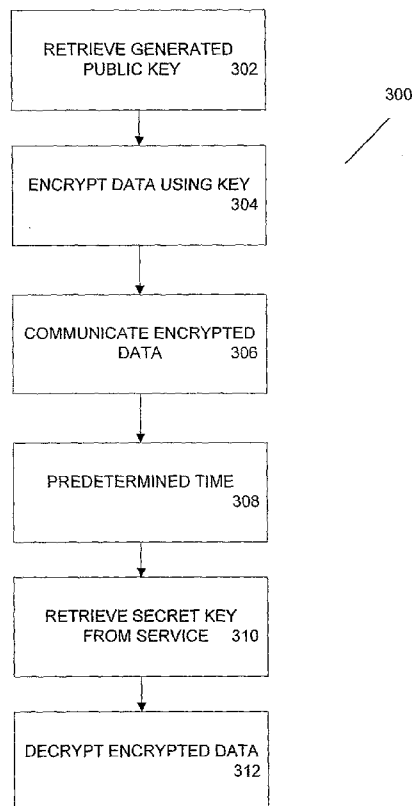 RETRIEVE GENERATED
PUBLIC KEY 302
300
ENCRYPT DATA USING KEY
304
COMMUNICATE ENCRYPTED
DATA 306
PREDETERMINED TIME
308
RETRIEVE SECRET KEY
FROM SERVICE 310
DECRYPT ENCRYPTED DATA
312